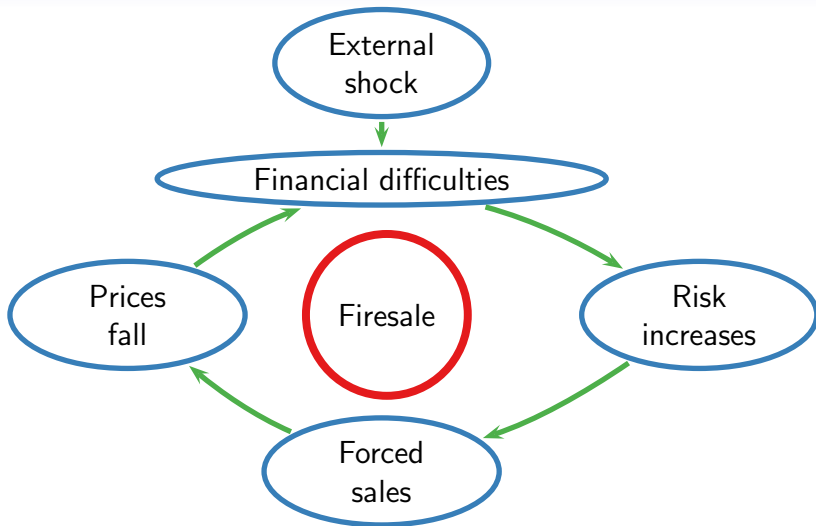 External
shock
Financial difficulties
Prices
fall
Firesale
Risk
increases
Forced
sales